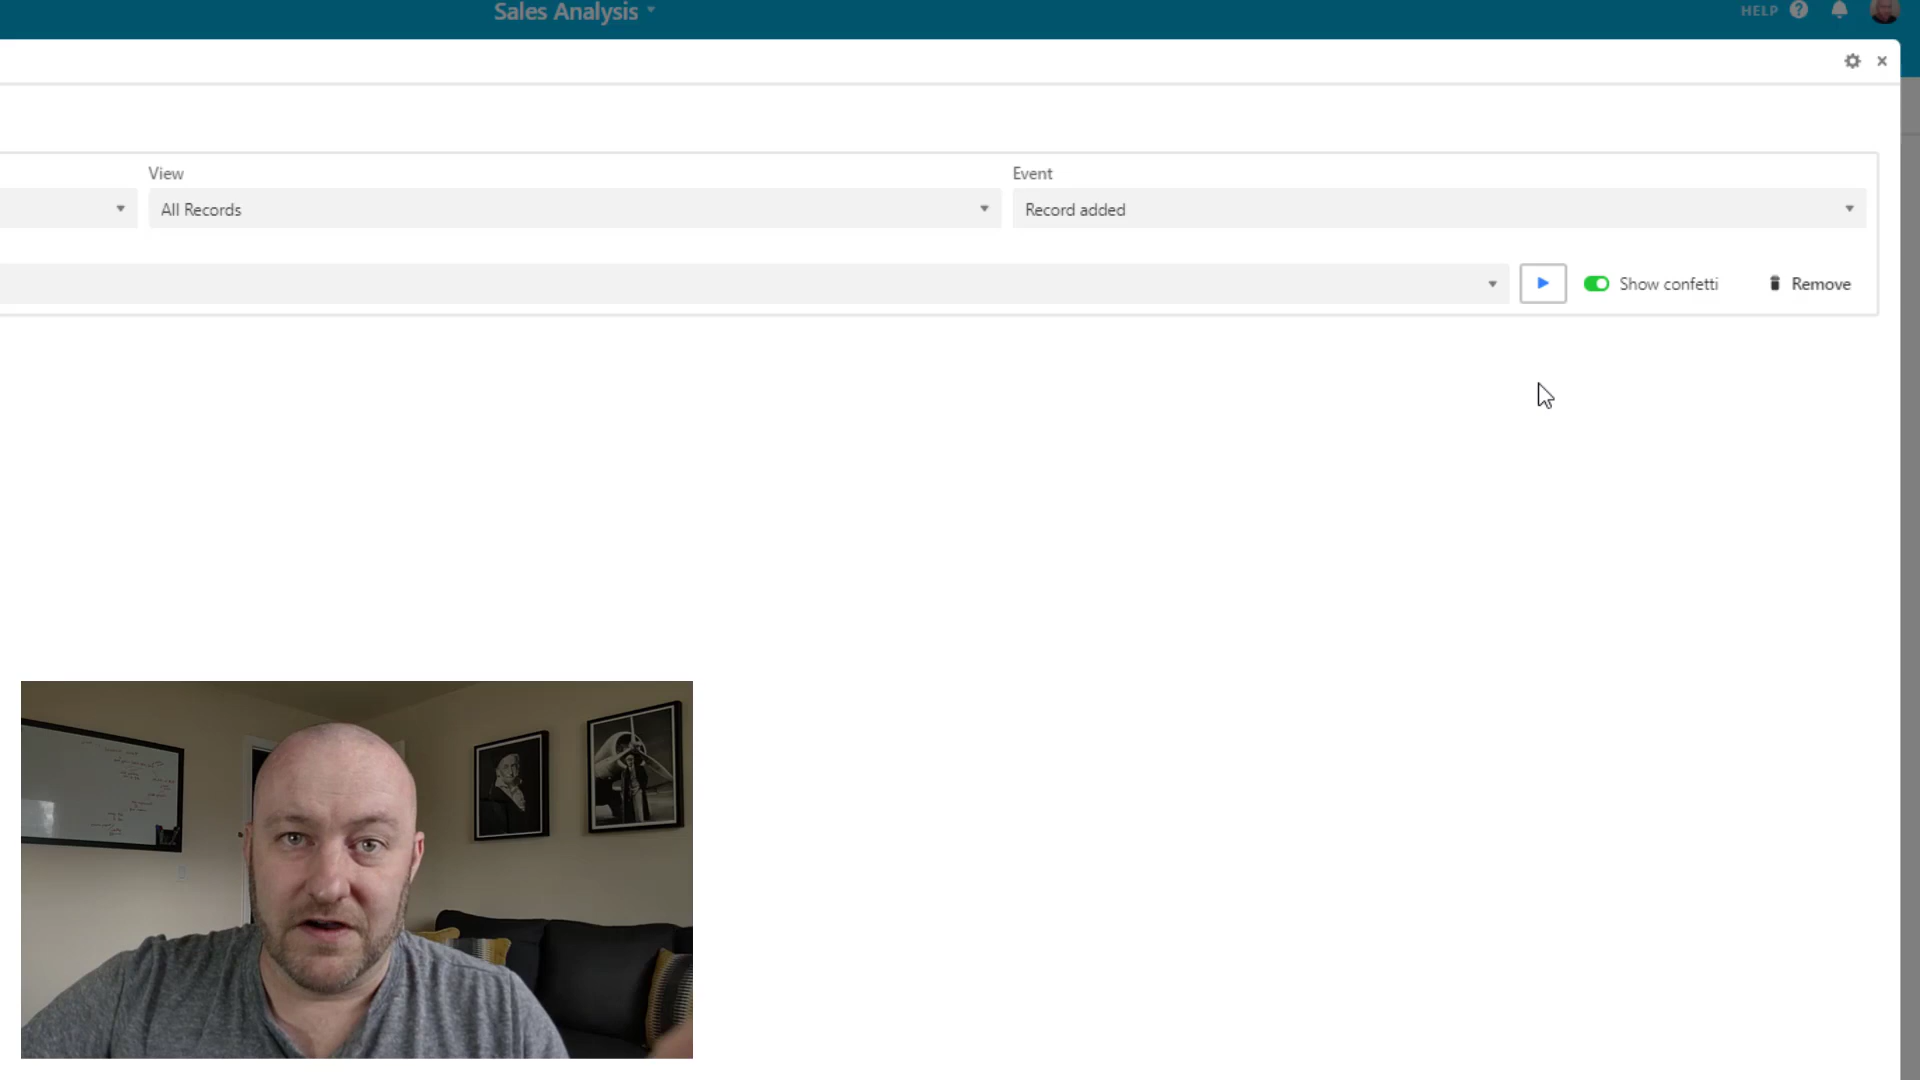 Sales Analysis
HELP
View
Event
All Records
Record added
Show confetti
Remove